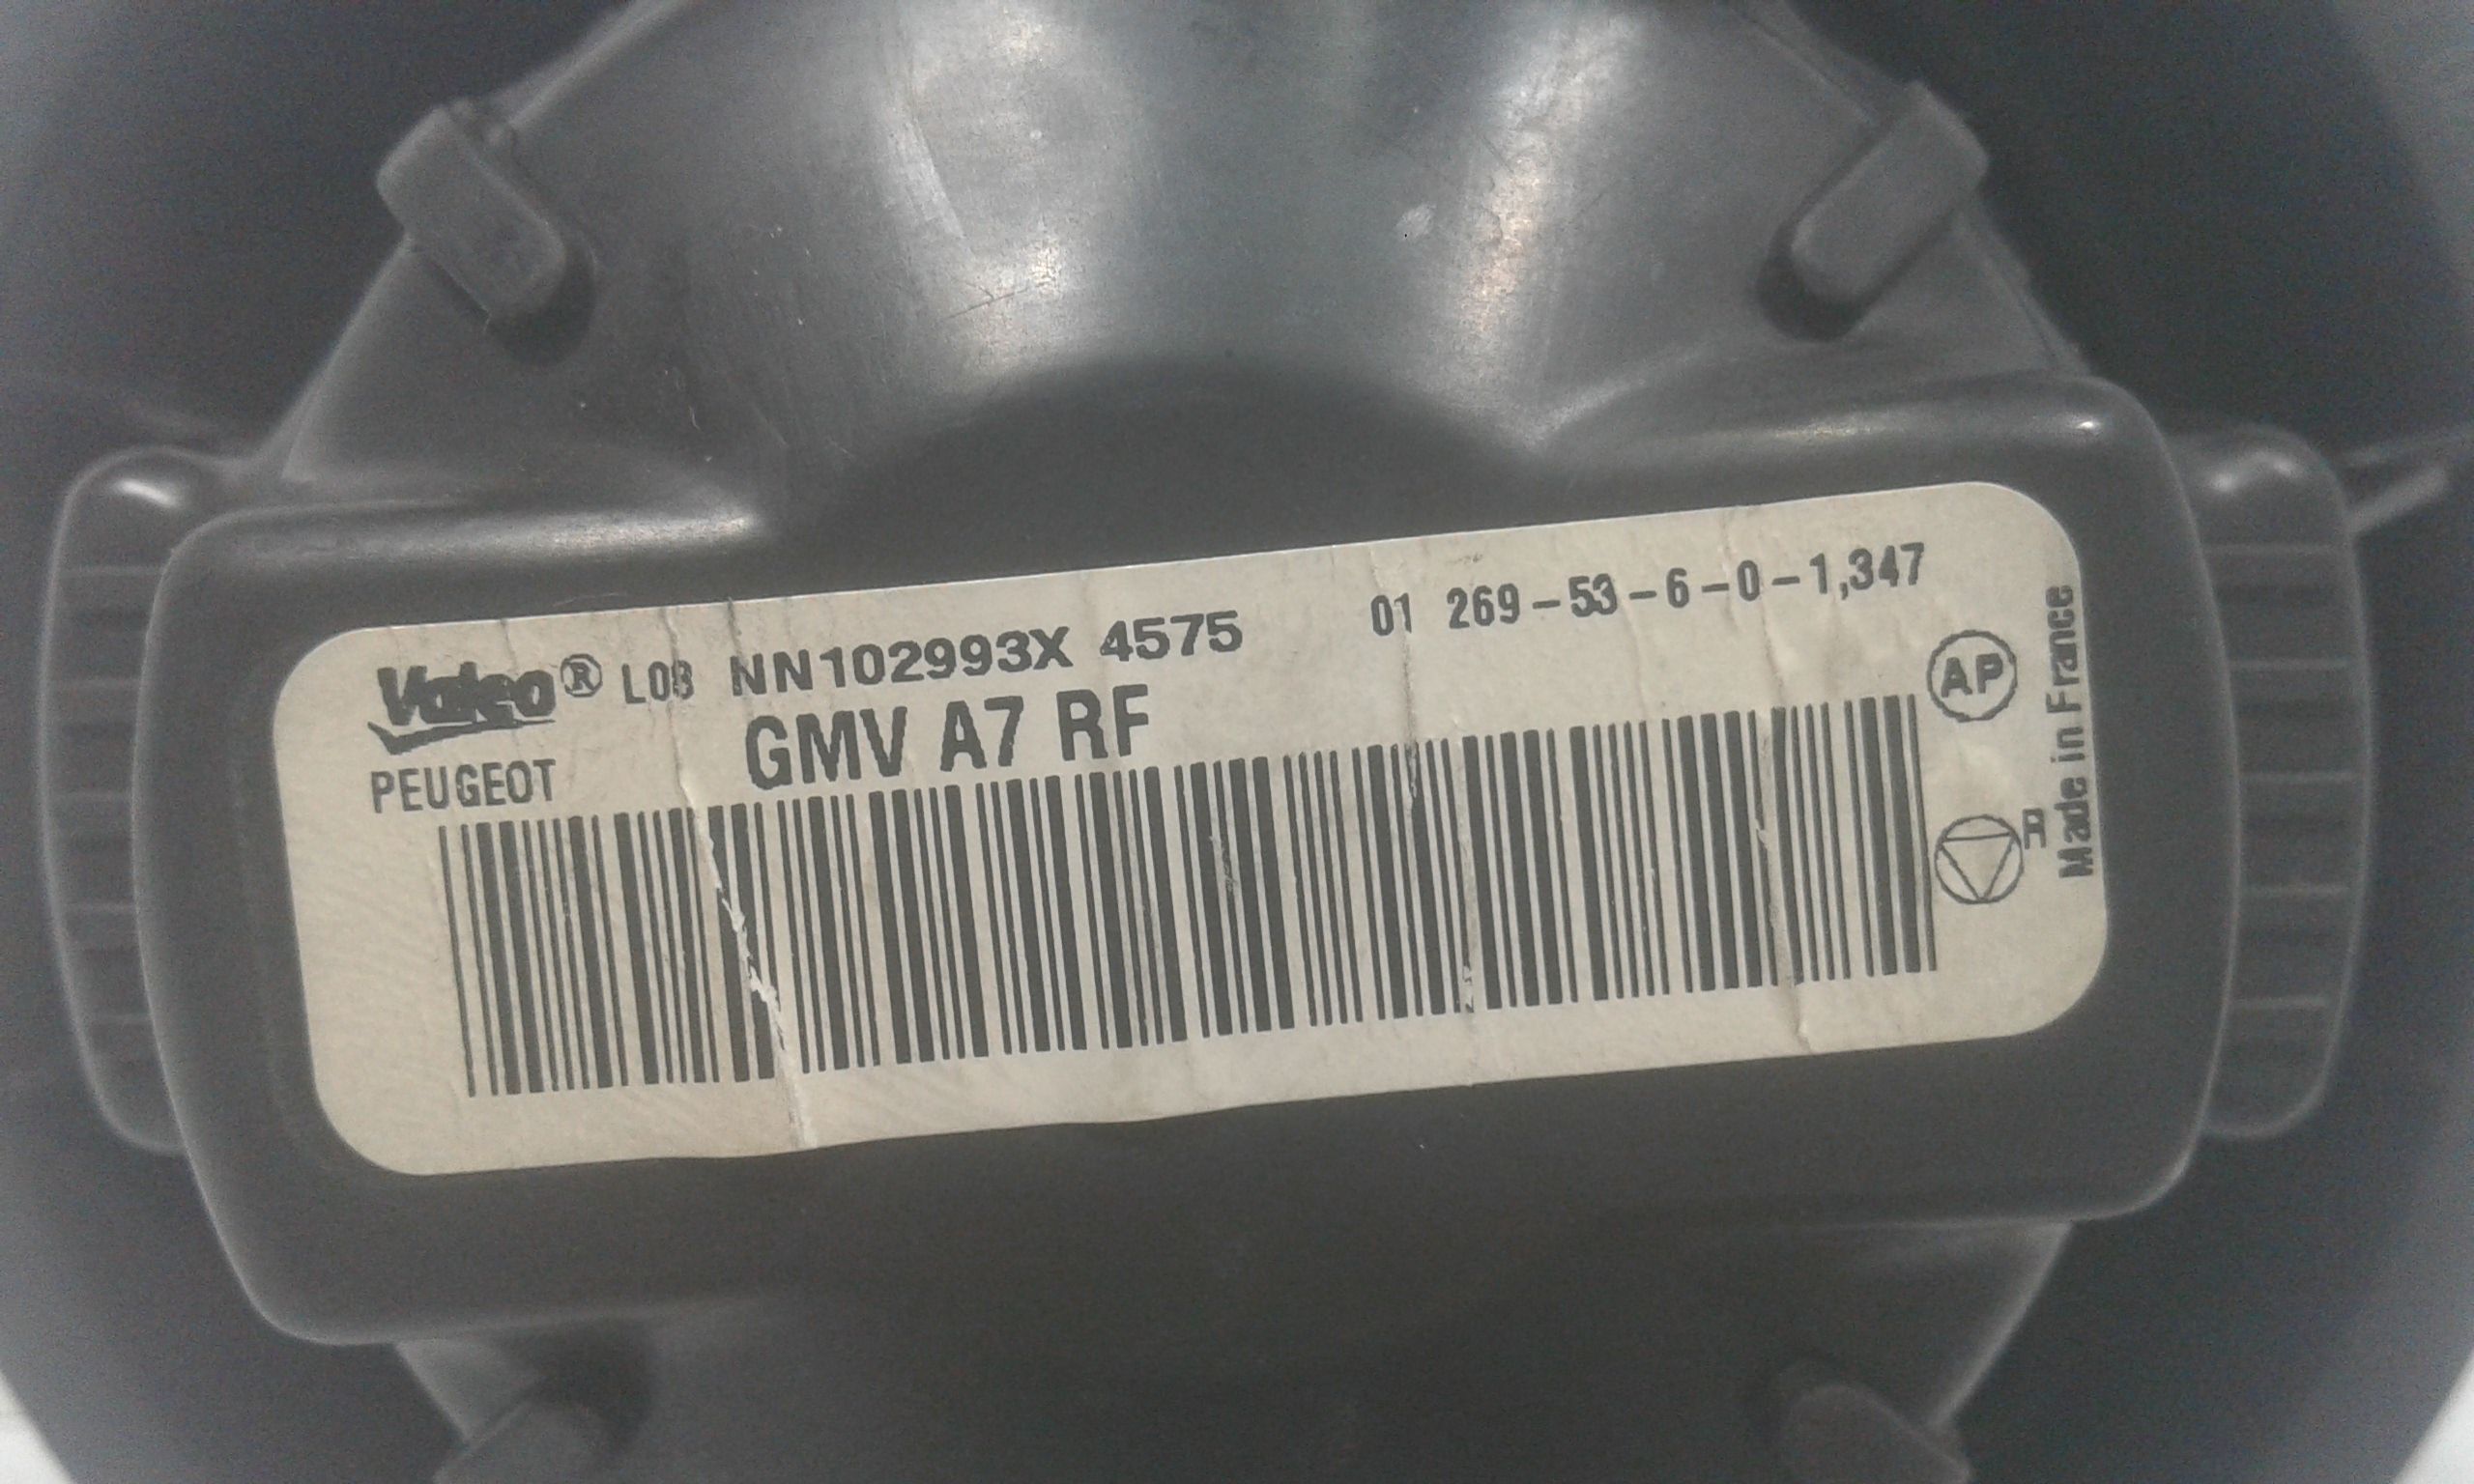 Valeo® L08 NN102993X 4575 01 269-53-6-0-1,347
GMV A7 RF
PEUGEOT
AP
R
Made in France